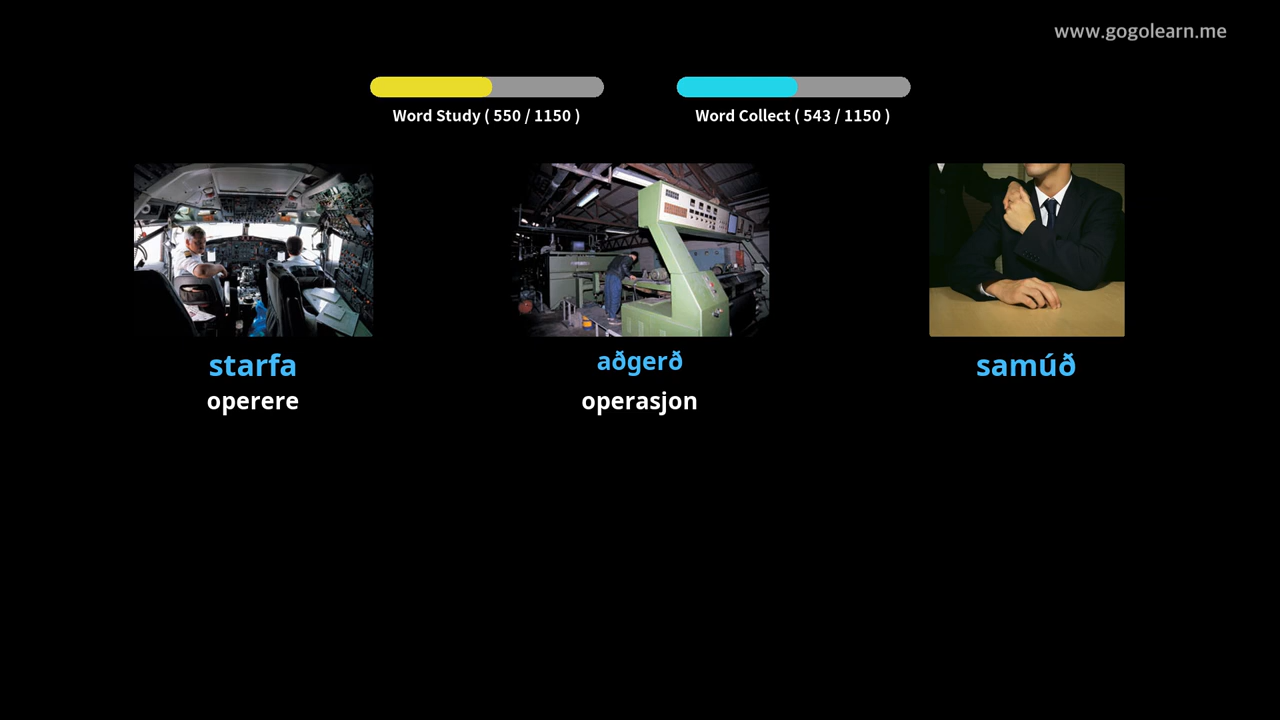 www.gogolearn.me
Word Study ( 550 / 1150 )
Word Collect ( 543 / 1150 )
starfa
aðgerð
samúð
operere
operasjon